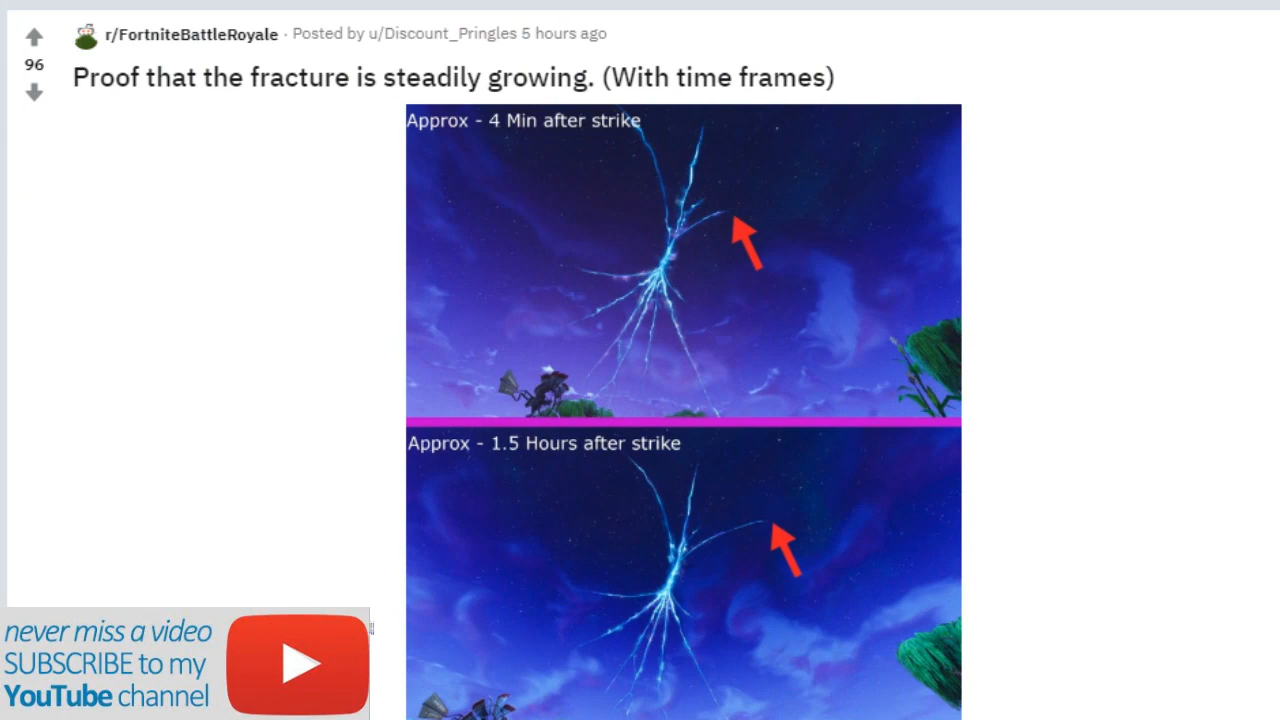 r/FortniteBattleRoyale · Posted by u/Discount_Pringles 5 hours ago
96
Proof that the fracture is steadily growing. (With time frames)
Approx - 4 Min after strike
Approx - 1.5 Hours after strike
never miss a video
SUBSCRIBE to my
YouTube channel